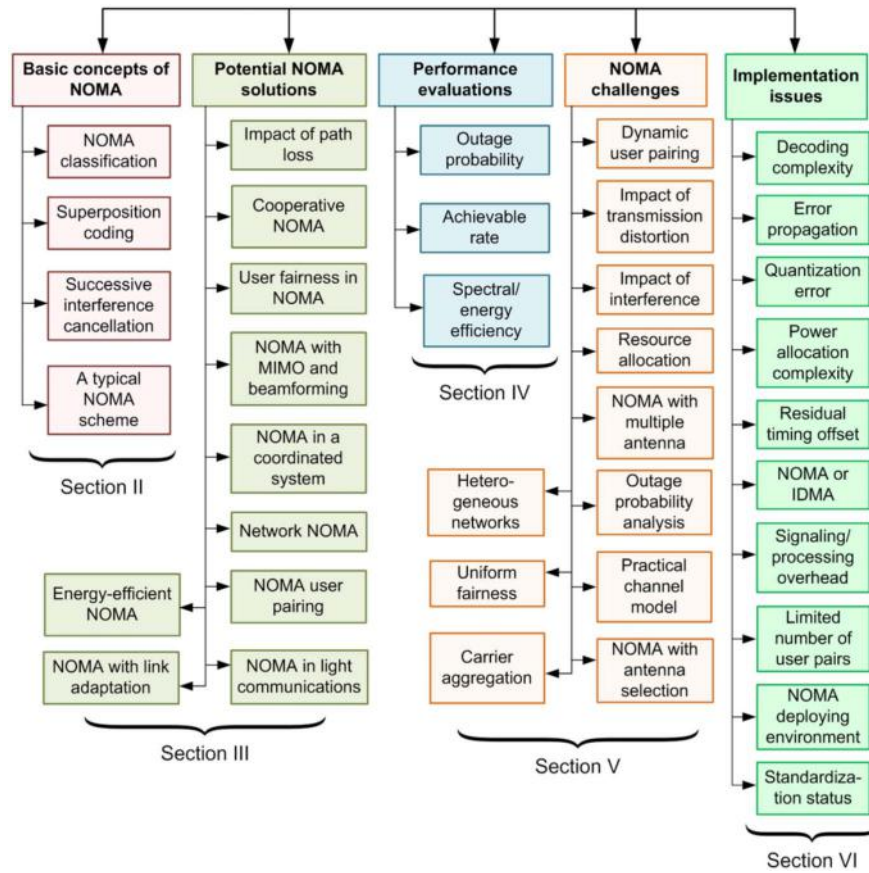 Basic concepts of
NOMA
NOMA
classification
Superposition
coding
Successive
interference
cancellation
A typical
NOMA
scheme
Section II
Potential NOMA
solutions
Impact of path
loss
Cooperative
NOMA
User fairness in
NOMA
NOMA with
MIMO and
beamforming
NOMA in a
coordinated
system
Network NOMA
Energy-efficient
NOMA
NOMA user
pairing
NOMA with link
adaptation
NOMA in light
communications
Section III
Performance
evaluations
Outage
probability
Achievable
rate
Spectral/
energy
efficiency
Section IV
NOMA
challenges
Dynamic
user pairing
Impact of
transmission
distortion
Impact of
interference
Resource
allocation
NOMA with
multiple
antenna
Hetero-
geneous
networks
Outage
probability
analysis
Uniform
fairness
Practical
channel
model
Carrier
aggregation
NOMA with
antenna
selection
Section V
Implementation
issues
Decoding
complexity
Error
propagation
Quantization
error
Power
allocation
complexity
Residual
timing offset
NOMA or
IDMA
Signaling/
processing
overhead
Limited
number of
user pairs
NOMA
deploying
environment
Standardiza-
tion status
Section VI